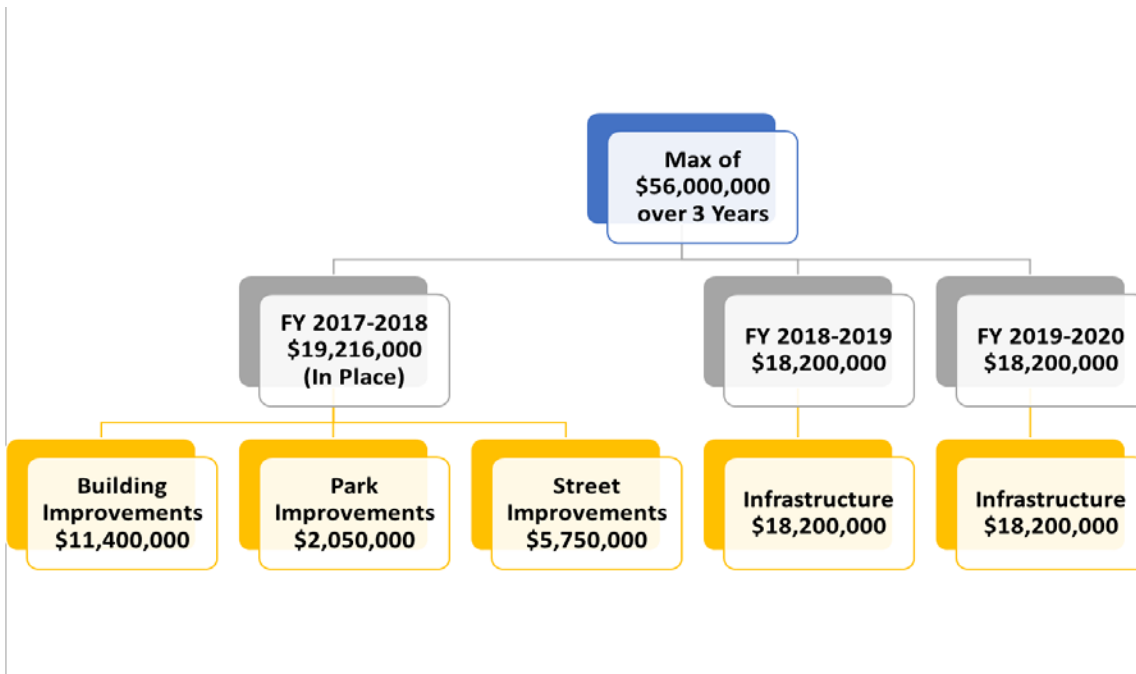 Max of
$56,000,000
over 3 Years
FY 2017-2018
$19,216,000
(In Place)
FY 2018-2019
$18,200,000
FY 2019-2020
$18,200,000
Building
Improvements
$11,400,000
Park
Improvements
$2,050,000
Street
Improvements
$5,750,000
Infrastructure
$18,200,000
Infrastructure
$18,200,000